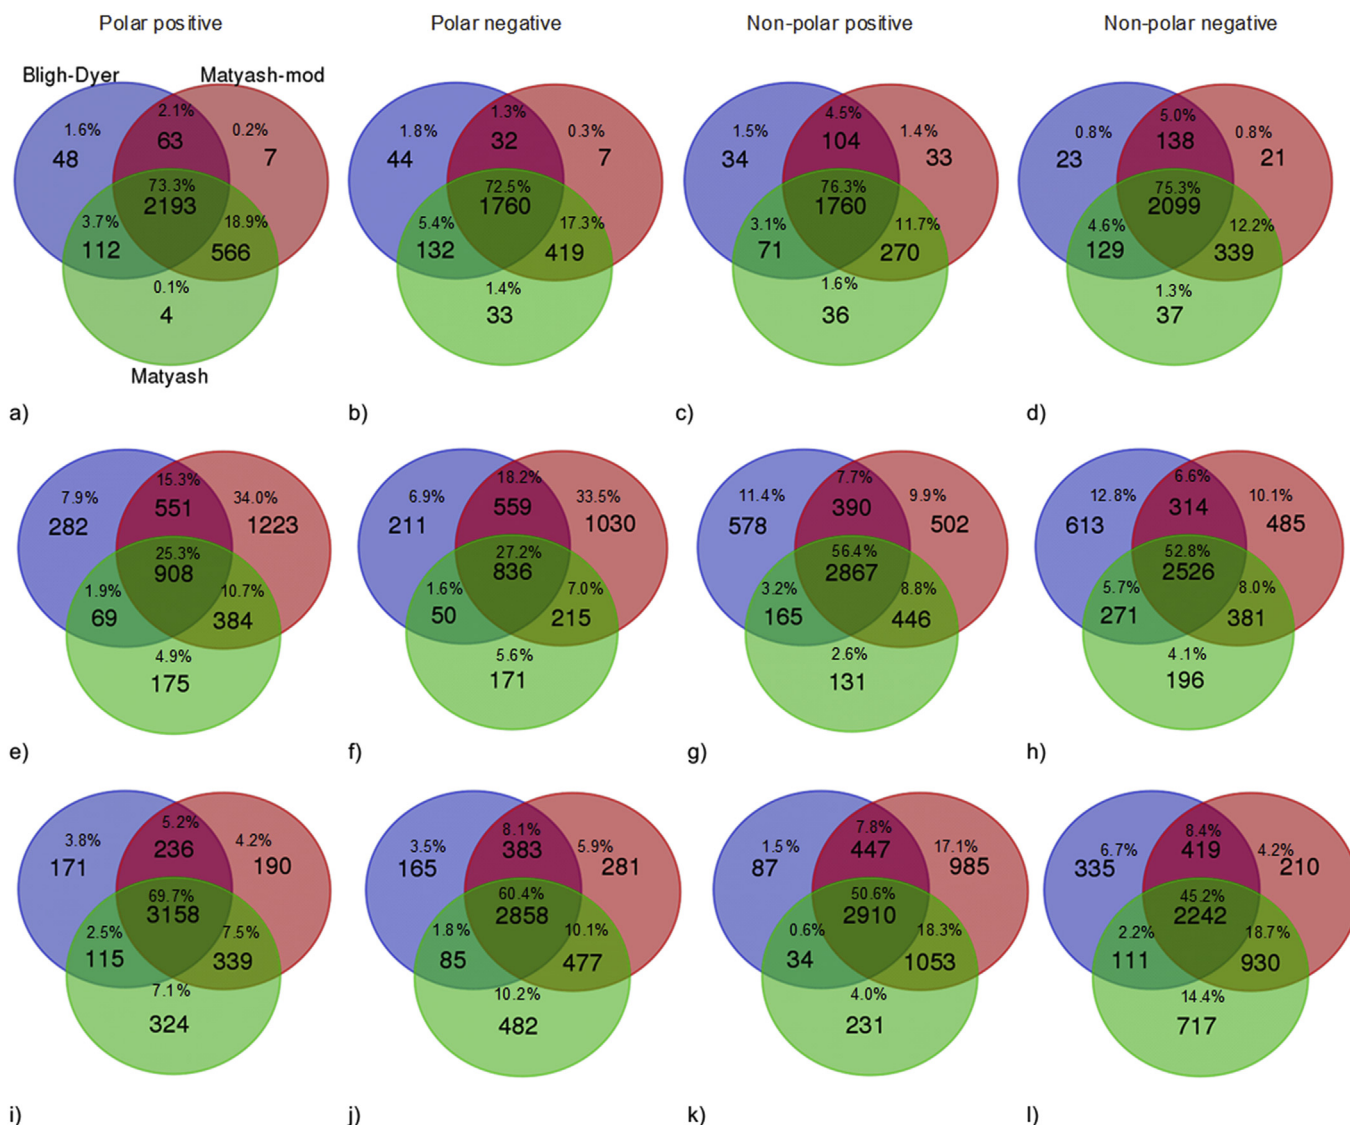 Polar positive Polar negative Non-polar positive Non-polar negative
Bligh-Dyer Matyash-mod
2.1% 1.3% 4.5% 5.0%
1.6% 63 0.2% 1.8% 32 0.3% 1.5% 104 1.4% 0.8% 138 0.8%
48 7 44 7 34 33 23 21
73.3% 72.5% 76.3% 75.3%
2193 1760 1760 2099
3.7% 18.9% 5.4% 17.3% 3.1% 11.7% 4.6% 12.2%
112 566 132 419 71 270 129 339
0.1% 1.4% 1.6% 1.3%
4 33 36 37
Matyash
a) b) c) d)
15.3% 18.2% 7.7% 6.6%
7.9% 34.0% 6.9% 33.5% 11.4% 9.9% 12.8% 10.1%
282 551 1223 211 559 1030 578 390 502 613 314 485
25.3% 27.2% 56.4% 52.8%
908 836 2867 2526
1.9% 10.7% 1.6% 7.0% 3.2% 8.8% 5.7% 8.0%
69 384 50 215 165 446 271 381
4.9% 5.6% 2.6% 4.1%
175 171 131 196
e) f) g) h)
5.2% 8.1% 7.8% 8.4%
3.8% 236 4.2% 3.5% 383 5.9% 1.5% 447 17.1% 6.7% 419 4.2%
171 190 165 281 87 985 335 210
69.7% 60.4% 50.6% 45.2%
3158 2858 2910 2242
2.5% 7.5% 1.8% 10.1% 0.6% 18.3% 2.2% 18.7%
115 339 85 477 34 1053 111 930
7.1% 10.2% 4.0% 14.4%
324 482 231 717
i) j) k) l)